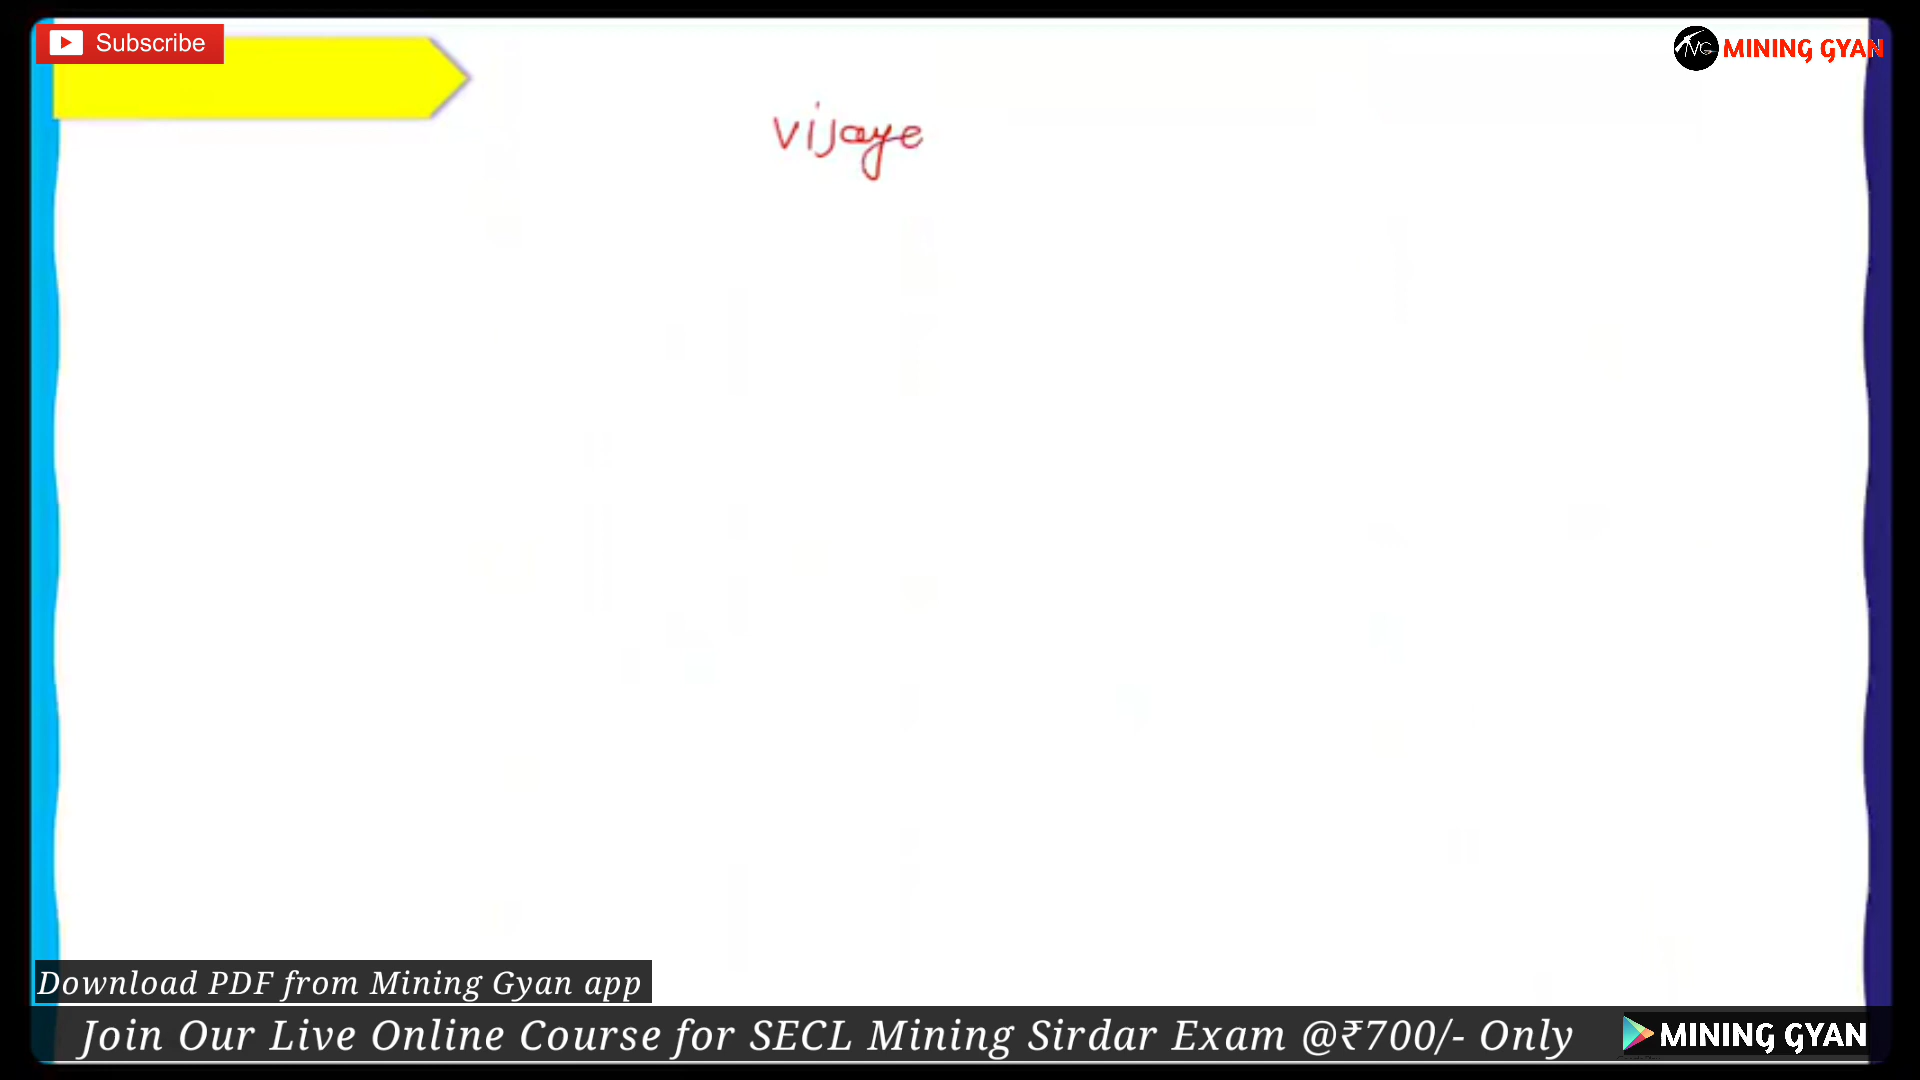 Subscribe
MINING GYAN
vijaye
Download PDF from Mining Gyan app
Join Our Live Online Course for SECL Mining Sirdar Exam @₹700/- Only
MINING GYAN